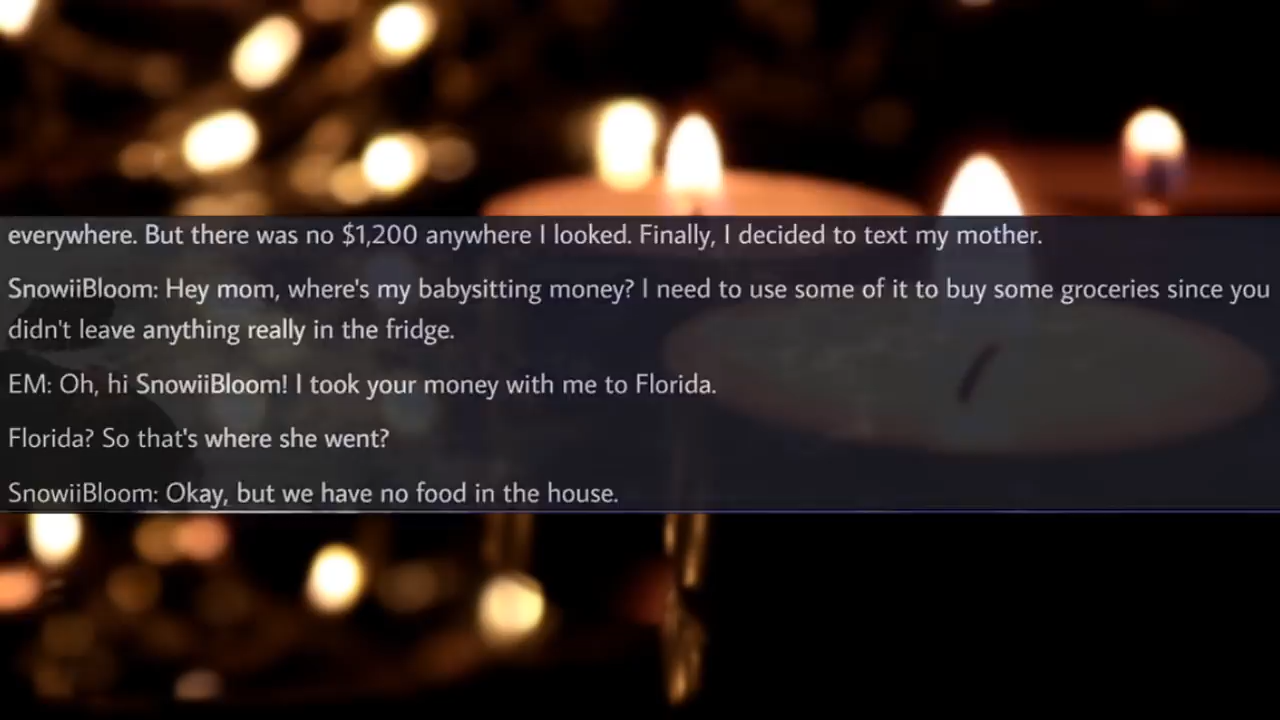 everywhere. But there was no $1,200 anywhere I looked. Finally, I decided to text my mother.
SnowiiBloom: Hey mom, where's my babysitting money? I need to use some of it to buy some groceries since you
didn't leave anything really in the fridge.
EM: Oh, hi SnowiiBloom! I took your money with me to Florida.
Florida? So that's where she went?
SnowiiBloom: Okay, but we have no food in the house.